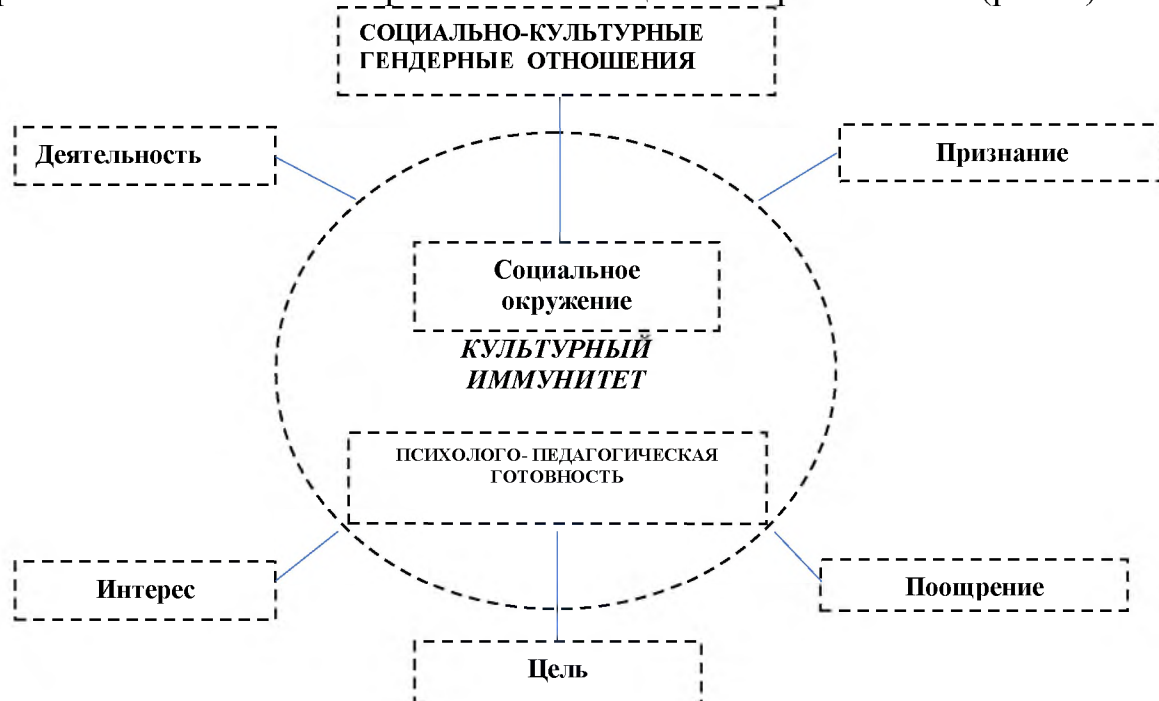 СОЦИАЛЬНО-КУЛЬТУРНЫЕ
ГЕНДЕРНЫЕ ОТНОШЕНИЯ
Деятельность
Признание
Социальное
окружение
КУЛЬТУРНЫЙ
ИММУНИТЕТ
ПСИХОЛОГО- ПЕДАГОГИЧЕСКАЯ
ГОТОВНОСТЬ
Интерес
Поощрение
Цель